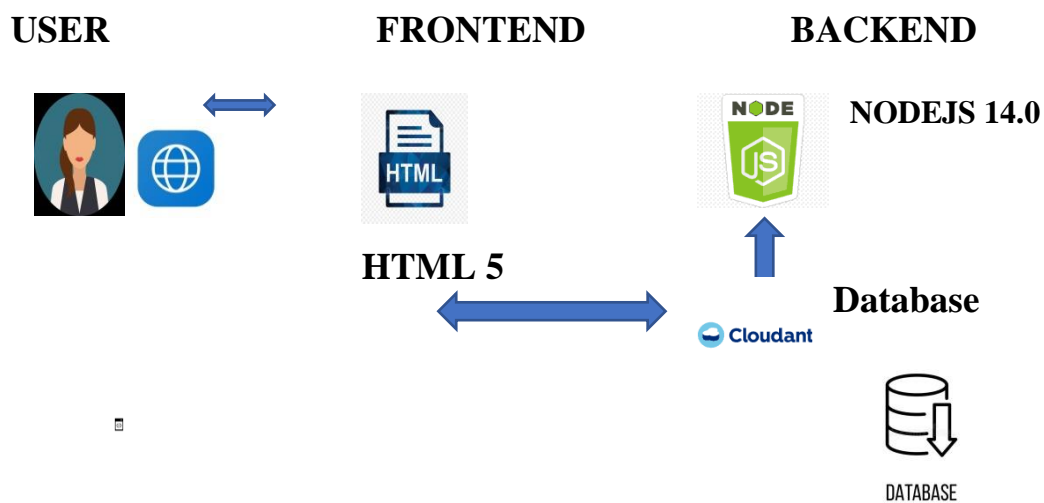 USER
FRONTEND
BACKEND
NODE
JS
NODEJS 14.0
HTML
HTML 5
Database
Cloudant
DATABASE